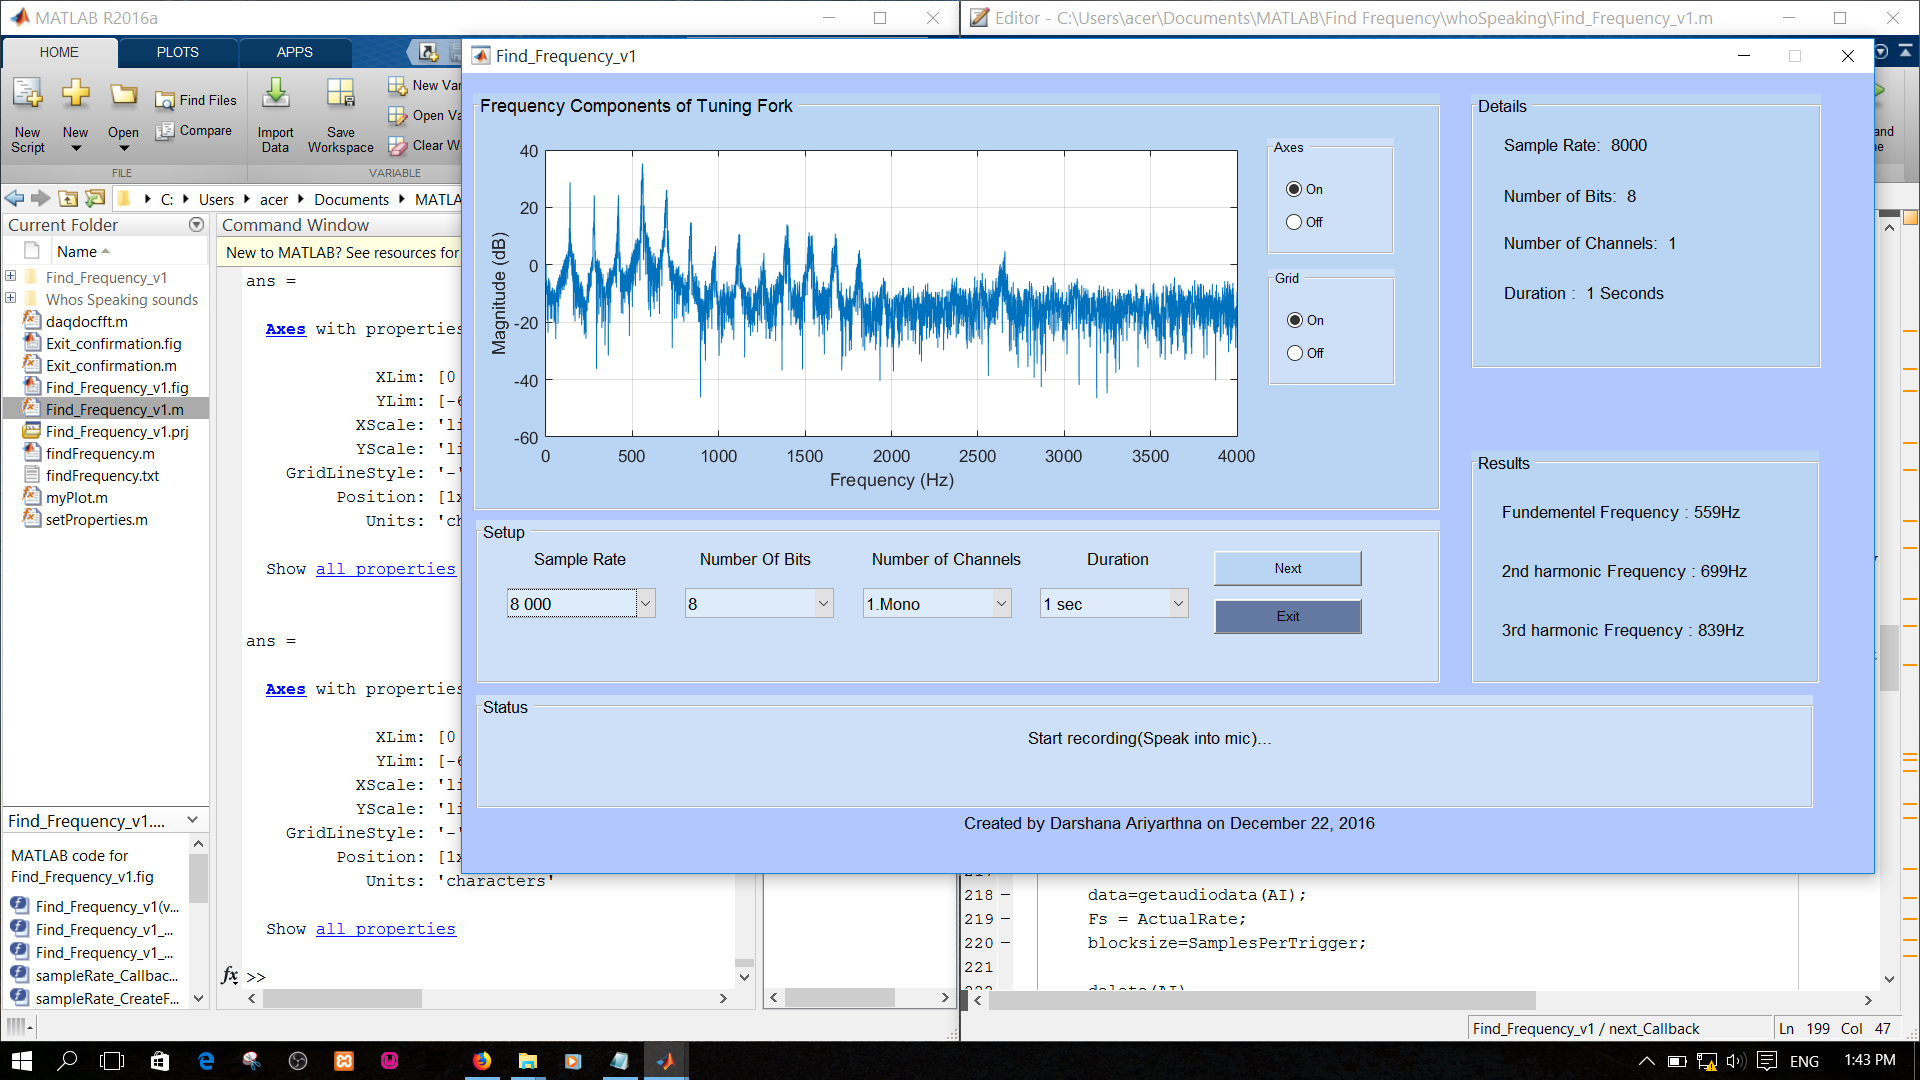 MATLAB R2016a
Editor - C:\Users\acer\Documents\MATLAB\Find Frequency\whoSpeaking\Find_Frequency_v1.m
HOME
PLOTS
APPS
New Script
New
Open
Find Files
Compare
Import Data
Save Workspace
New Va
Open Va
Clear W
FILE
VARIABLE
C: Users acer Documents MATLA
Current Folder
Name
Find_Frequency_v1
Whos Speaking sounds
daqdocfft.m
Exit_confirmation.fig
Exit_confirmation.m
Find_Frequency_v1.fig
Find_Frequency_v1.m
Find_Frequency_v1.prj
findFrequency.m
findFrequency.txt
myPlot.m
setProperties.m
Find_Frequency_v1....
MATLAB code for
Find_Frequency_v1.fig
Find_Frequency_v1(v...
Find_Frequency_v1_...
Find_Frequency_v1_...
sampleRate_Callbac...
sampleRate_CreateF...
Command Window
New to MATLAB? See resources for
ans =
Axes with properties
XLim: [0
YLim: [-6
XScale: 'li
YScale: 'li
GridLineStyle: '-'
Position: [1x
Units: 'ch
Show all properties
ans =
Axes with properties
XLim: [0
YLim: [-6
XScale: 'li
YScale: 'li
GridLineStyle: '-'
Position: [1x
Units: 'characters'
Show all properties
fx >>
Find_Frequency_v1
Frequency Components of Tuning Fork
40
20
0
-20
-40
-60
Magnitude (dB)
0 500 1000 1500 2000 2500 3000 3500 4000
Frequency (Hz)
Axes
On
Off
Grid
On
Off
Details
Sample Rate: 8000
Number of Bits: 8
Number of Channels: 1
Duration : 1 Seconds
Results
Fundementel Frequency : 559Hz
2nd harmonic Frequency : 699Hz
3rd harmonic Frequency : 839Hz
Setup
Sample Rate Number Of Bits Number of Channels Duration
8 000 8 1.Mono 1 sec
Next
Exit
Status
Start recording(Speak into mic)...
Created by Darshana Ariyarthna on December 22, 2016
218 data=getaudiodata(AI);
219 Fs = ActualRate;
220 blocksize=SamplesPerTrigger;
221
Find_Frequency_v1 / next_Callback
Ln 199 Col 47
ENG
1:43 PM